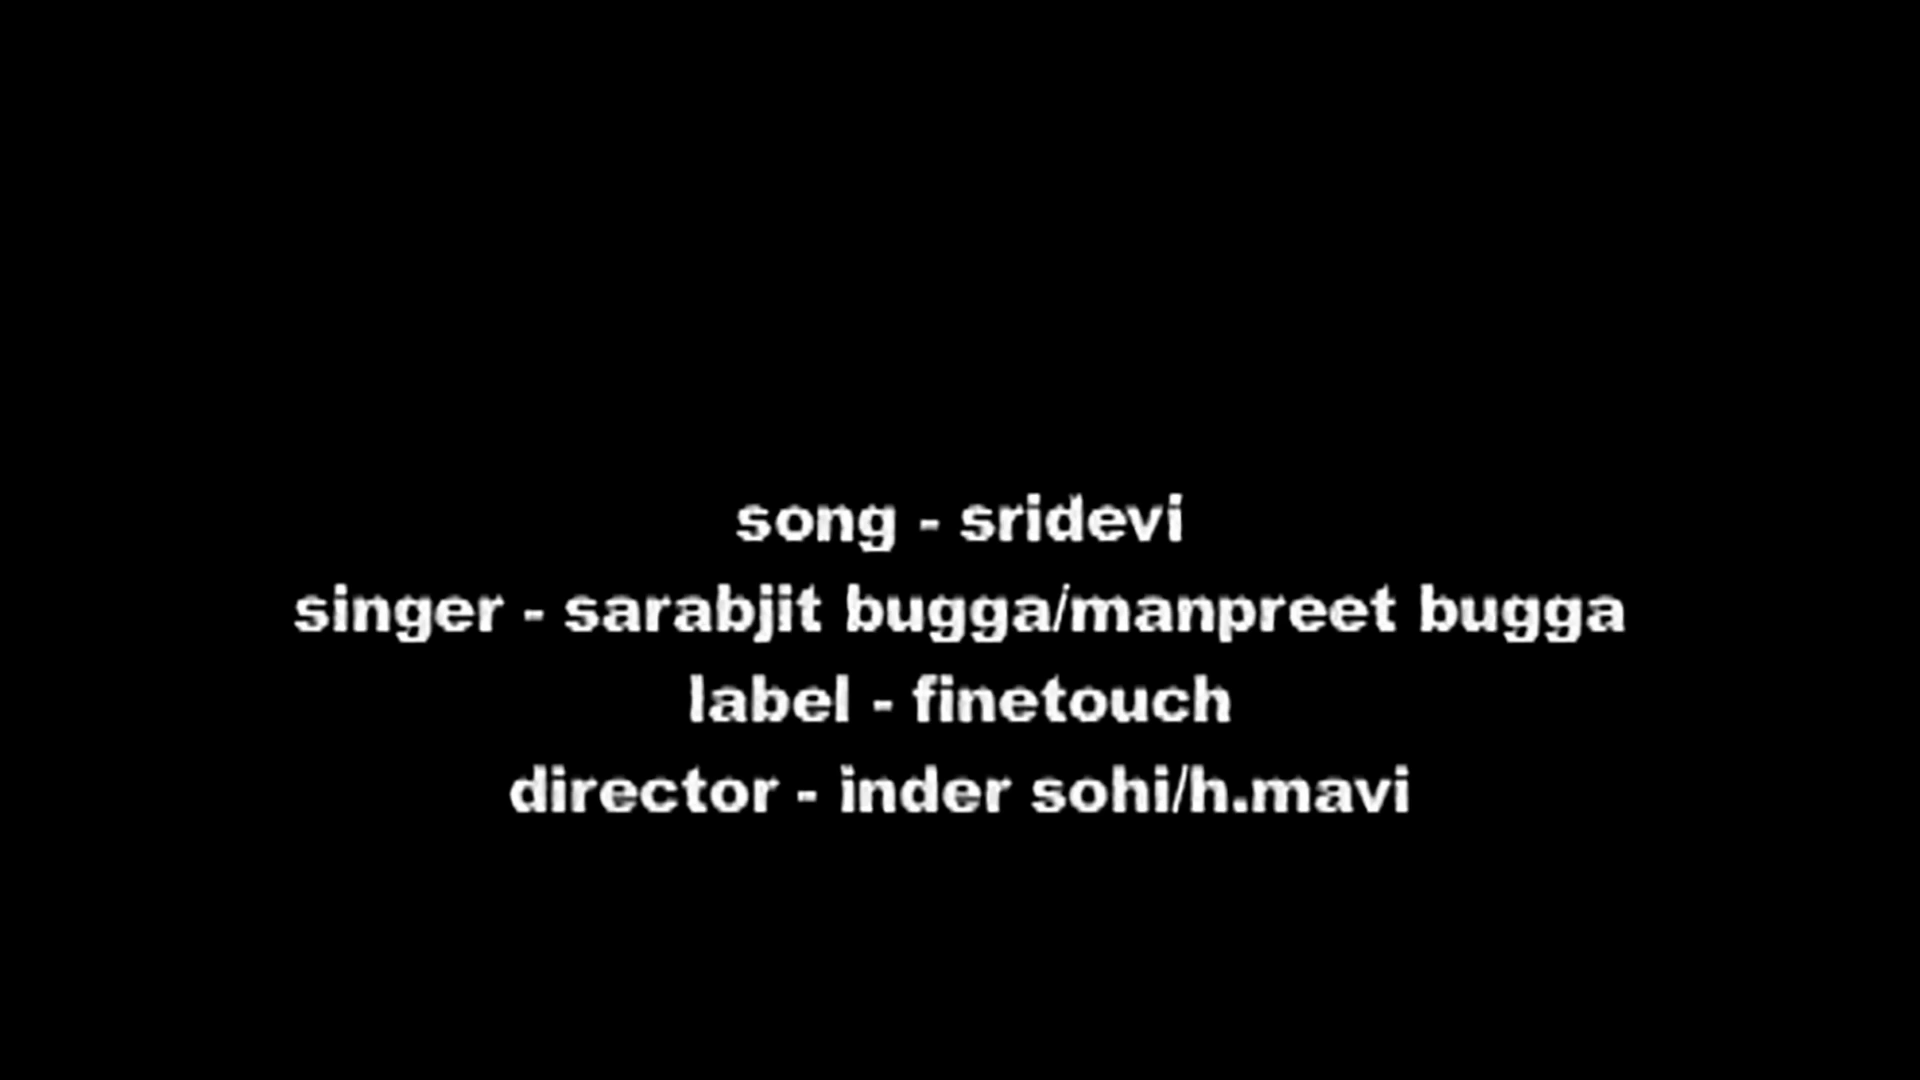 song - sridevi
singer - sarabjit bugga/manpreet bugga
label - finetouch
director - inder sohi/h.mavi